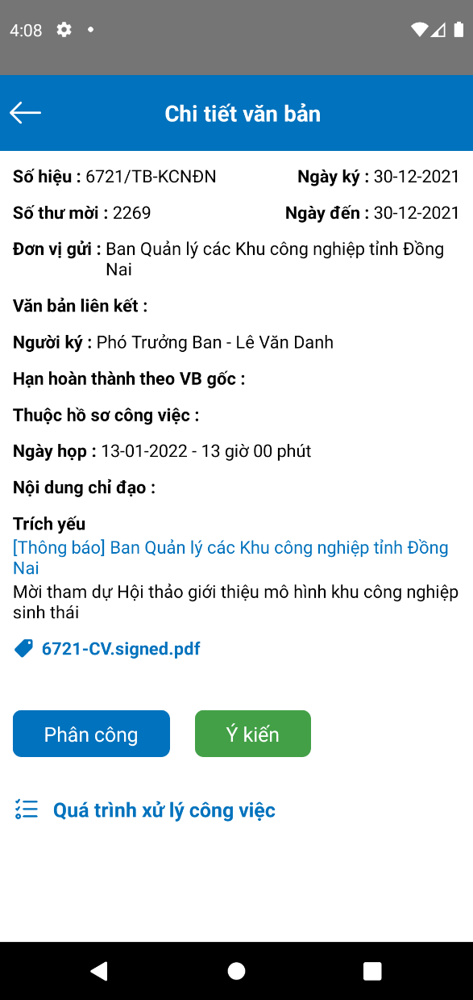 4:08
Chi tiết văn bản
Số hiệu : 6721/TB-KCNĐN
Ngày ký : 30-12-2021
Số thư mời : 2269
Ngày đến : 30-12-2021
Đơn vị gửi : Ban Quản lý các Khu công nghiệp tỉnh Đồng
Nai
Văn bản liên kết :
Người ký : Phó Trưởng Ban - Lê Văn Danh
Hạn hoàn thành theo VB gốc :
Thuộc hồ sơ công việc :
Ngày họp : 13-01-2022 - 13 giờ 00 phút
Nội dung chỉ đạo :
Trích yếu
[Thông báo] Ban Quản lý các Khu công nghiệp tỉnh Đồng
Nai
Mời tham dự Hội thảo giới thiệu mô hình khu công nghiệp
sinh thái
6721-CV.signed.pdf
Phân công
Ý kiến
Quá trình xử lý công việc